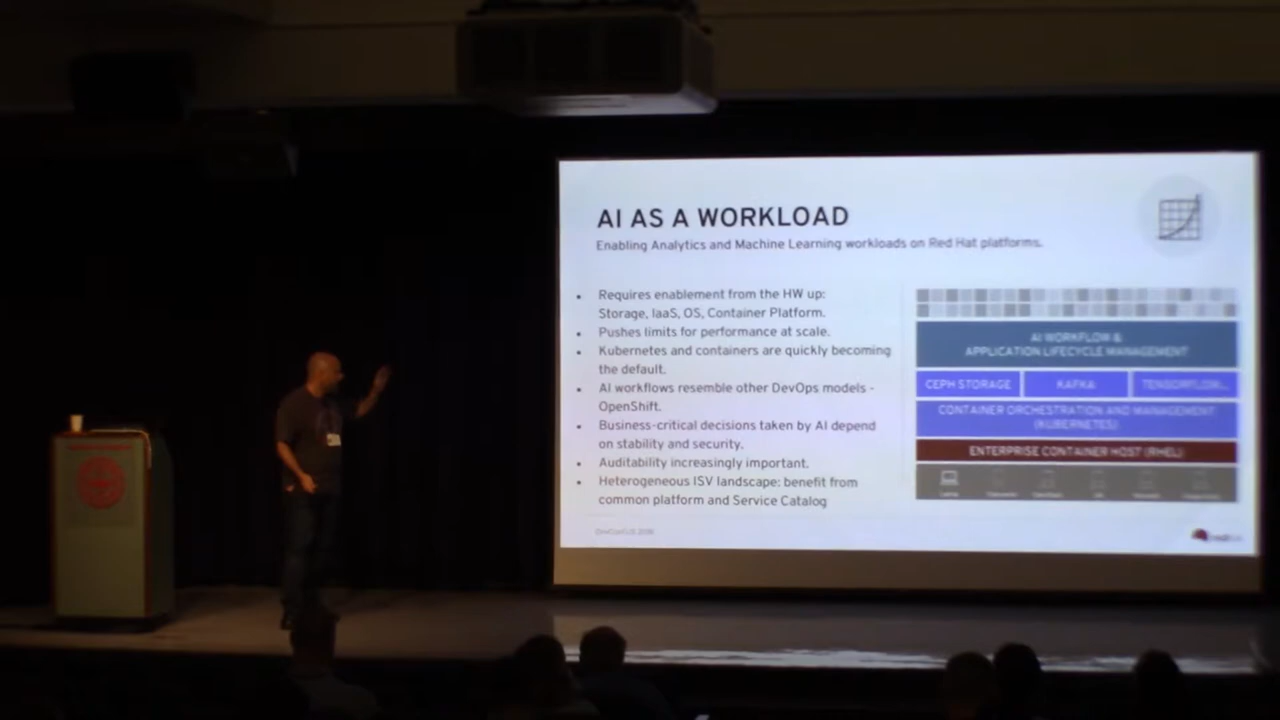 AI AS A WORKLOAD
Enabling Analytics and Machine Learning workloads on Red Hat platforms.
• Requires enablement from the HW up:
Storage, IaaS, OS, Container Platform.
• Pushes limits for performance at scale.
• Kubernetes and containers are quickly becoming
the default.
• AI workflows resemble other DevOps models -
OpenShift.
• Business-critical decisions taken by AI depend
on stability and security.
• Auditability increasingly important.
• Heterogeneous ISV landscape: benefit from
common platform and Service Catalog
AI WORKFLOW &
APPLICATION LIFECYCLE MANAGEMENT
CEPH STORAGE
KAFKA
TENSORFLOW...
CONTAINER ORCHESTRATION AND MANAGEMENT
(KUBERNETES)
ENTERPRISE CONTAINER HOST (RHEL)